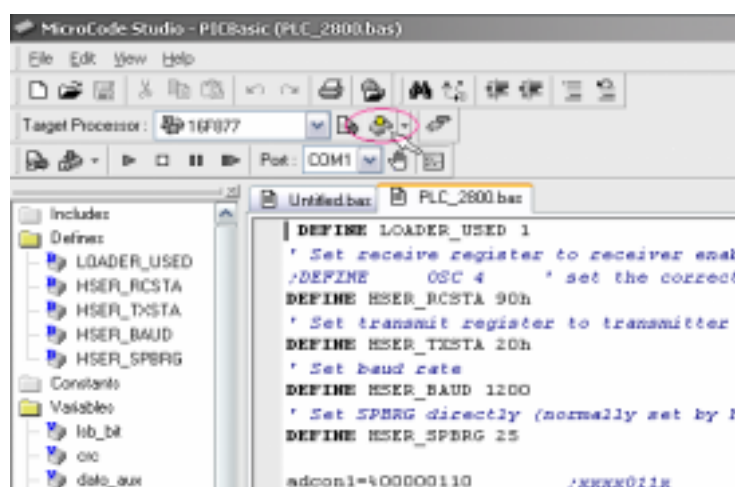 MicroCode Studio - PICBasic (PLC_2800.bas)
File Edit View Help
Target Processor: 16F877
Port: COM1
Includes
Defines
LOADER_USED
HSER_RCSTA
HSER_TXSTA
HSER_BAUD
HSER_SPBRG
Constants
Variables
lsb_bit
crc
dato_aux
Untitled.bas PLC_2800.bas
DEFINE LOADER_USED 1
' Set receive register to receiver enab
;DEFINE OSC 4 ' set the correct
DEFINE HSER_RCSTA 90h
' Set transmit register to transmitter
DEFINE HSER_TXSTA 20h
' Set baud rate
DEFINE HSER_BAUD 1200
' Set SPBRG directly (normally set by
DEFINE HSER_SPBRG 25
adcon1=%00000110 ;xxxx011x